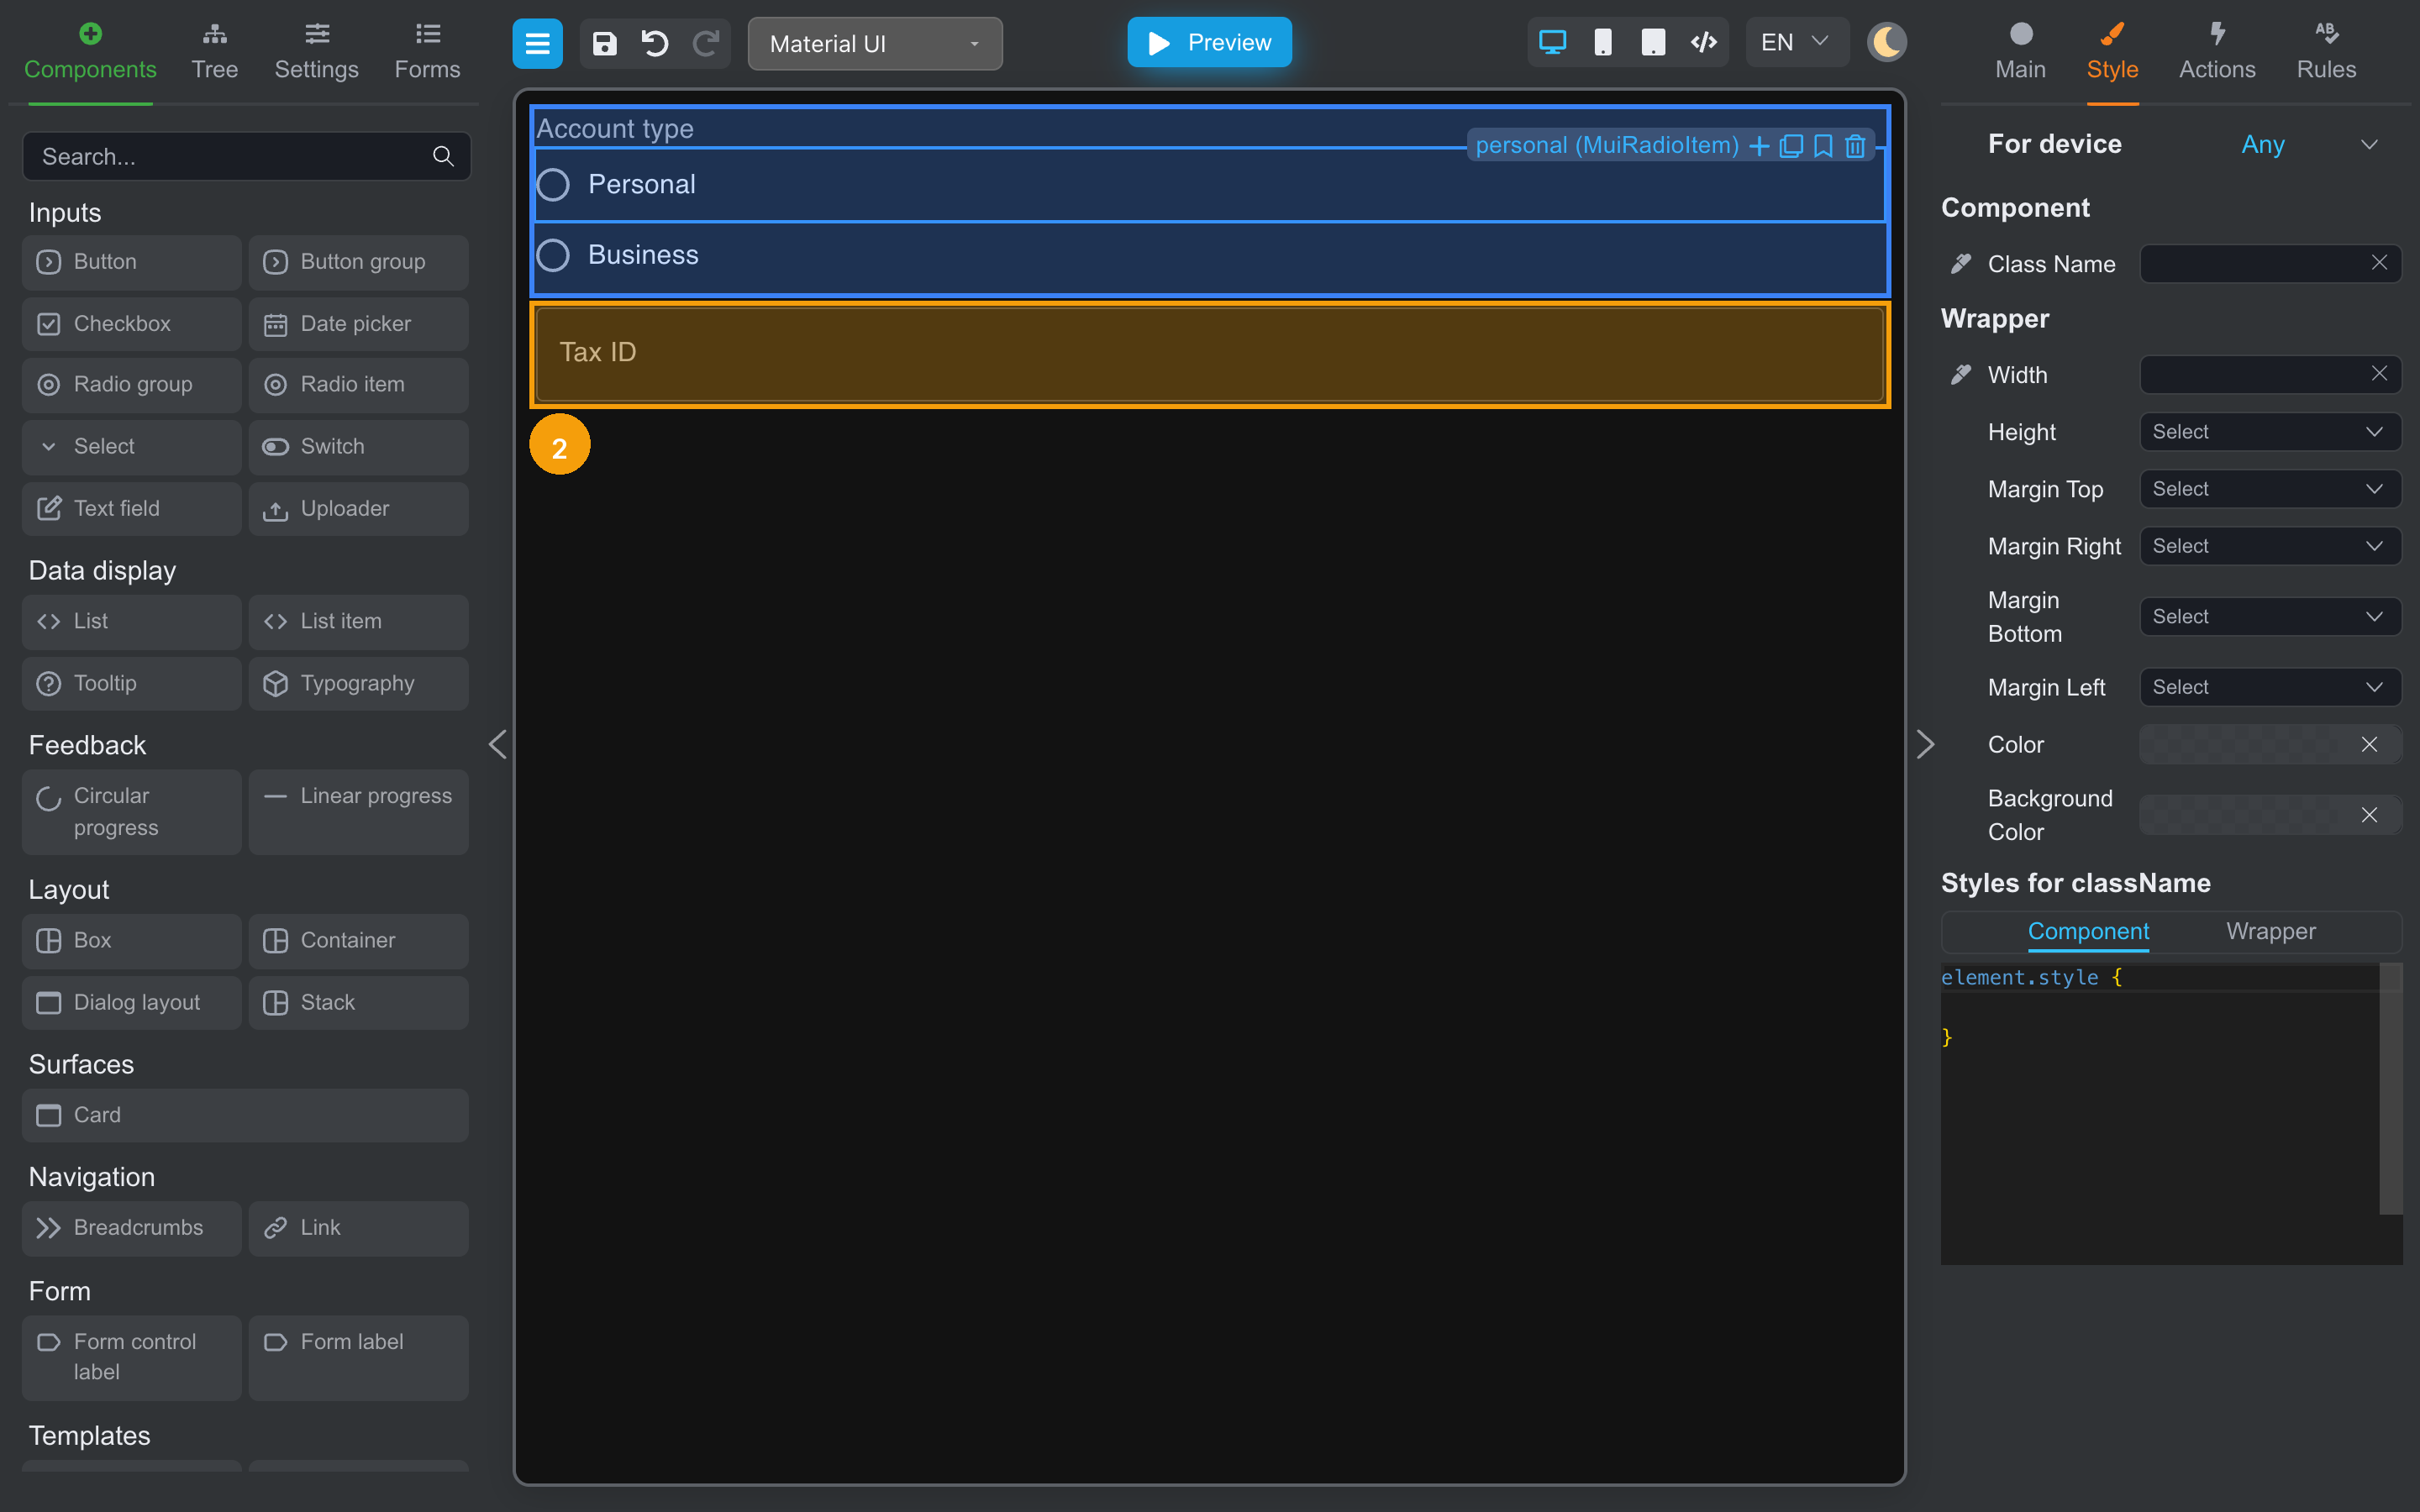 Components
Tree
Settings
Forms
Material UI
Preview
EN
Main
Style
Actions
Rules
Search...
Inputs
Button
Button group
Checkbox
Date picker
Radio group
Radio item
Select
Switch
Text field
Uploader
Data display
List
List item
Tooltip
Typography
Feedback
Circular
progress
Linear progress
Layout
Box
Container
Dialog layout
Stack
Surfaces
Card
Navigation
Breadcrumbs
Link
Form
Form control
label
Form label
Templates
Account type
personal (MuiRadioItem)
Personal
Business
Tax ID
2
For device
Any
Component
Class Name
Wrapper
Width
Height
Select
Margin Top
Select
Margin Right
Select
Margin
Bottom
Select
Margin Left
Select
Color
Background
Color
Styles for className
Component
Wrapper
element.style {
}